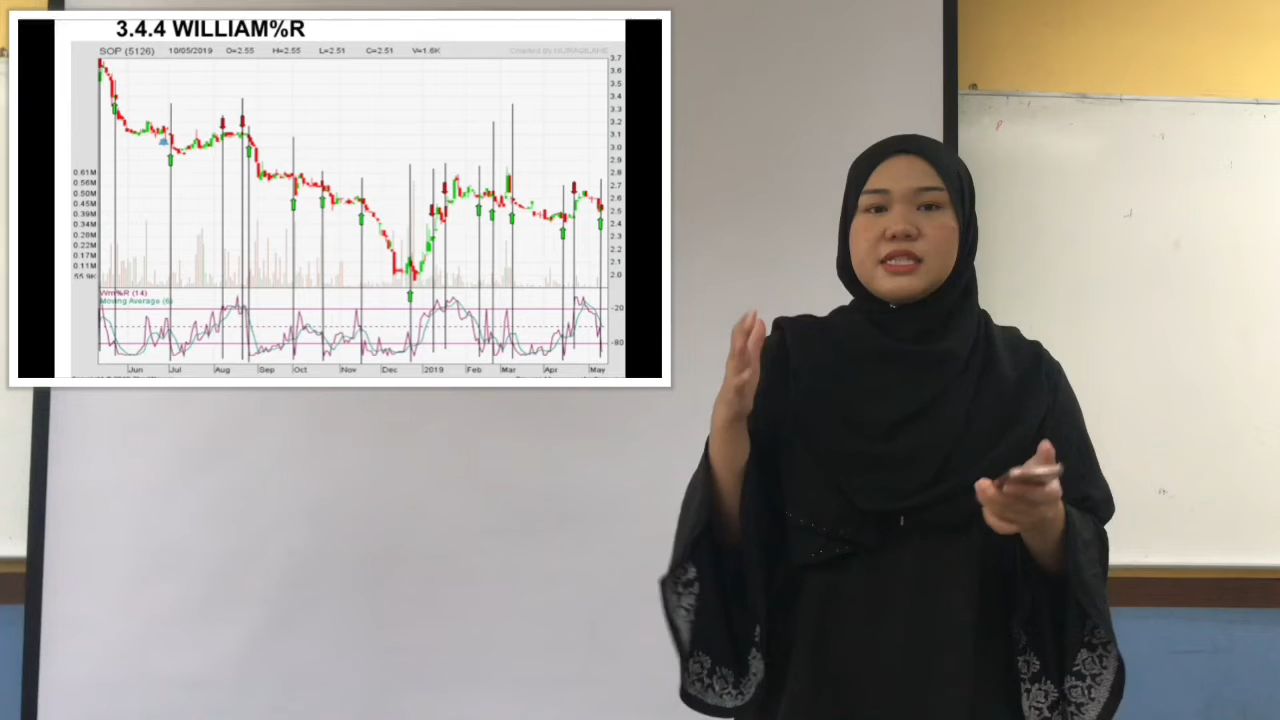 3.4.4 WILLIAM%R
SOP (5126) 10/05/2019 O=2.55 H=2.55 L=2.51 C=2.51 V=1.6K
3.7
3.6
3.5
3.4
3.3
3.2
3.1
3.0
2.9
2.8
2.7
2.6
2.5
2.4
2.2
2.1
2.0
0.61M
0.56M
0.50M
0.45M
0.39M
0.34M
0.28M
0.22M
0.17M
0.11M
55.9K
Wm%R (14)
Moving Average (6)
-20
-80
Jun Jul Aug Sep Oct Nov Dec 2019 Feb Mar Apr May